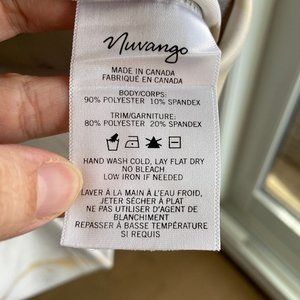 Nuvango
MADE IN CANADA
FABRIQUÉ EN CANADA
BODY/CORPS:
90% POLYESTER 10% SPANDEX
TRIM/GARNITURE:
80% POLYESTER 20% SPANDEX
HAND WASH COLD, LAY FLAT DRY
NO BLEACH
LOW IRON IF NEEDED
LAVER À LA MAIN À L'EAU FROID,
JETER SÉCHER À PLAT
NE PAS UTILISER D'AGENT DE
BLANCHIMENT
REPASSER À BASSE TEMPÉRATURE
SI REQUIS